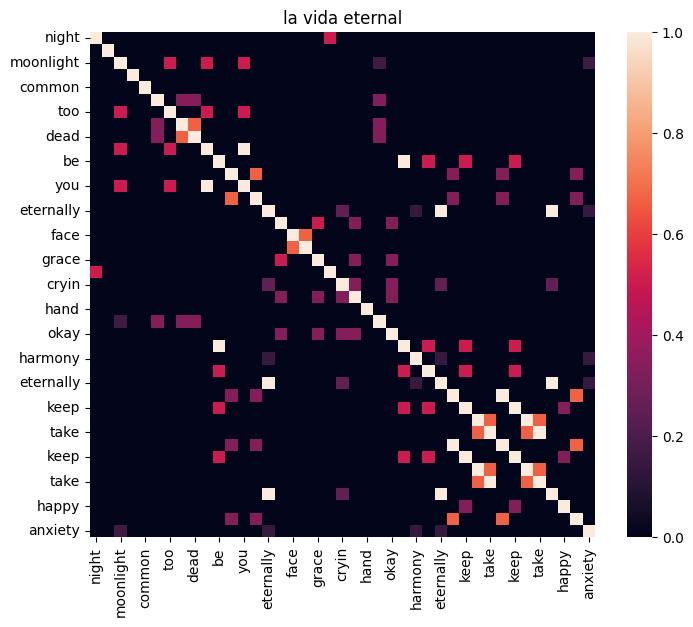 la vida eternal
night
moonlight
common
too
dead
be
you
eternally
face
grace
cryin
hand
okay
harmony
eternally
keep
take
keep
take
happy
anxiety
1.0
0.8
0.6
0.4
0.2
0.0
night
moonlight
common
too
dead
be
you
eternally
face
grace
cryin
hand
okay
harmony
eternally
keep
take
keep
take
happy
anxiety